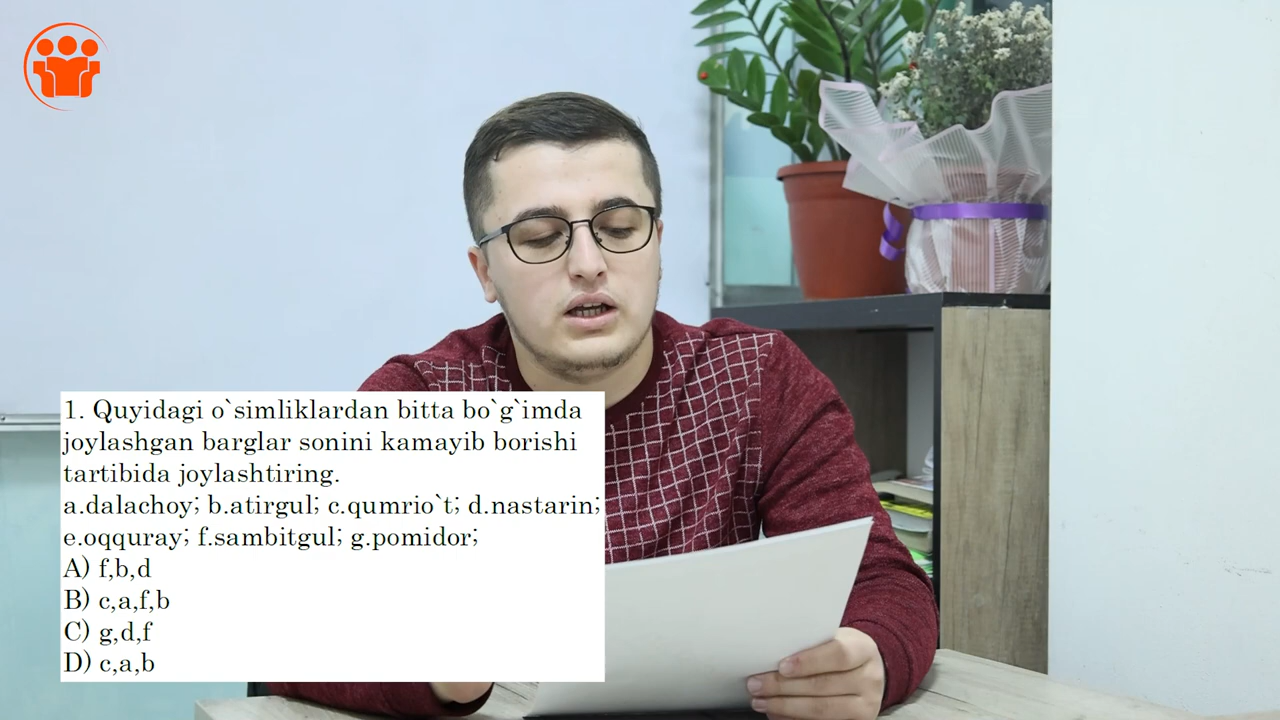 1. Quyidagi o`simliklardan bitta bo`g`imda
joylashgan barglar sonini kamayib borishi
tartibida joylashtiring.
a.dalachoy; b.atirgul; c.qumrio`t; d.nastarin;
e.oqquray; f.sambitgul; g.pomidor;
A) f,b,d
B) c,a,f,b
C) g,d,f
D) c,a,b